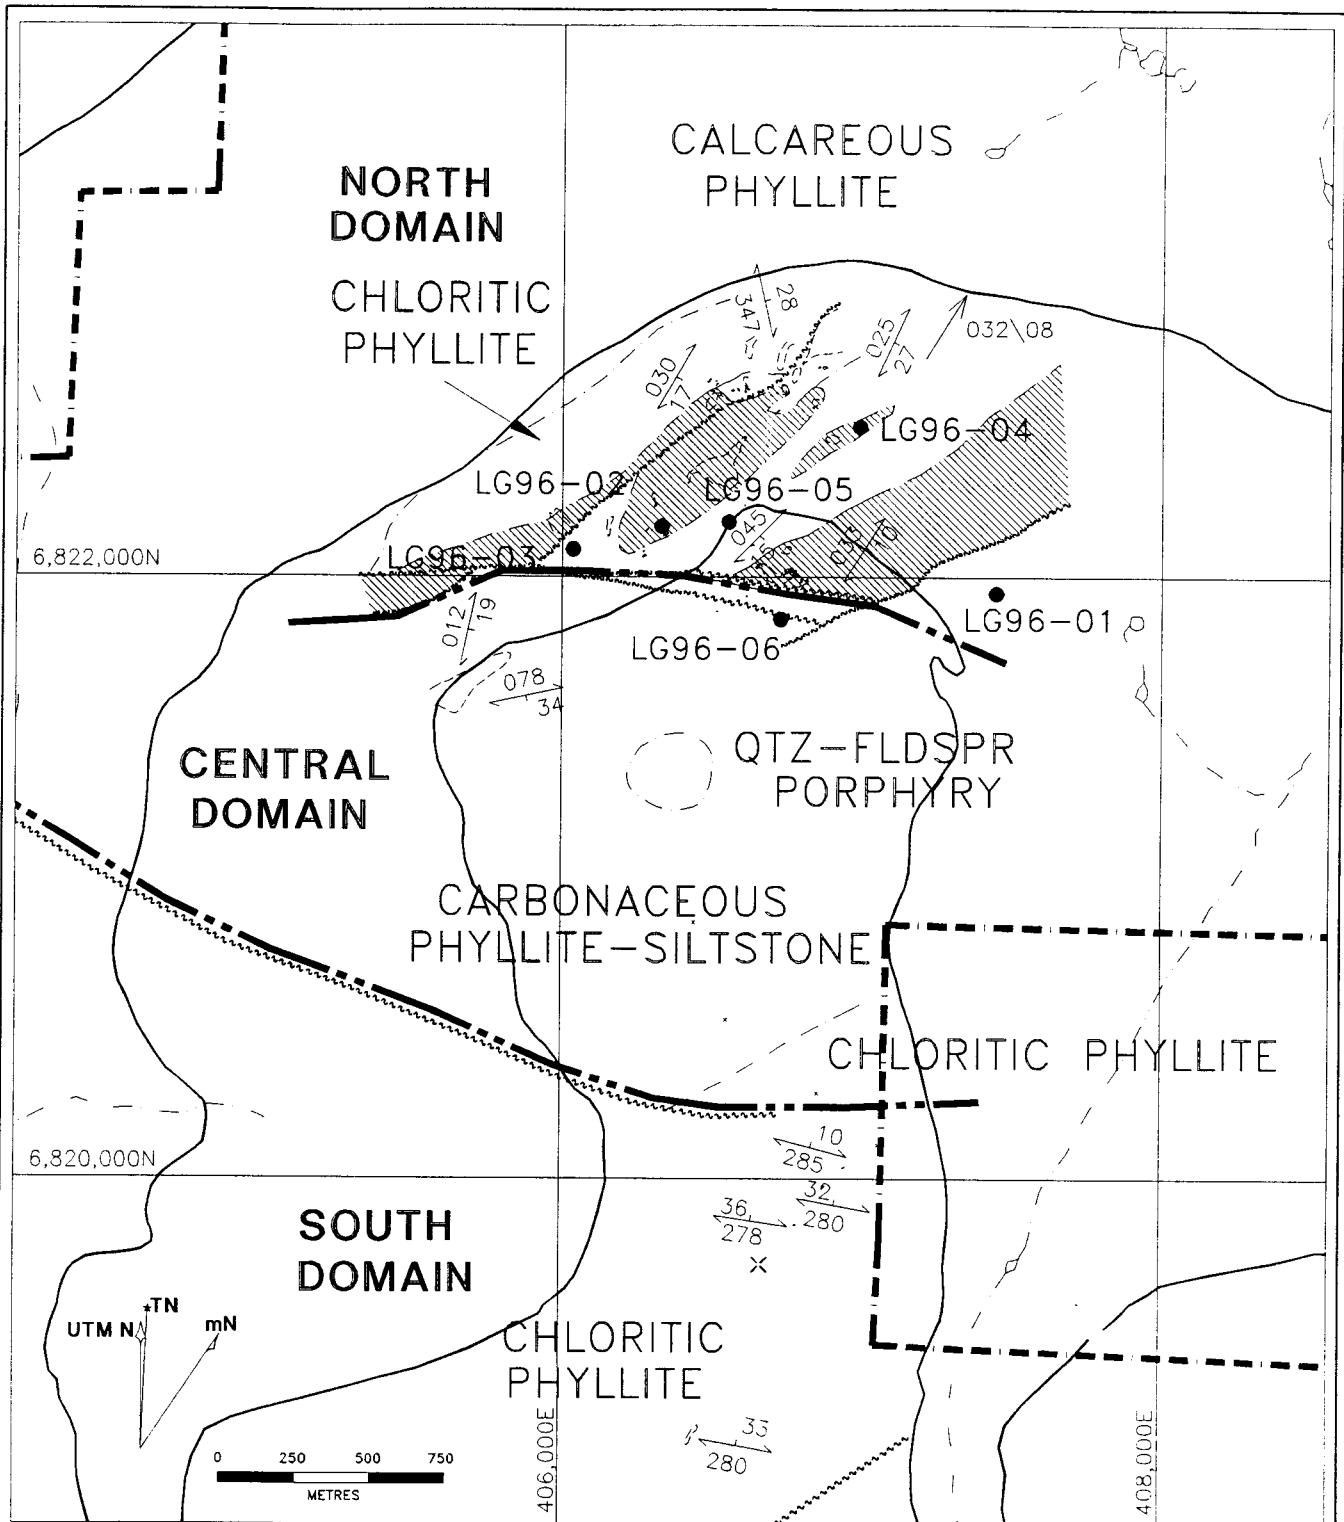 CALCAREOUS
PHYLLITE
NORTH
DOMAIN
CHLORITIC
PHYLLITE
28
347
025
27
032\08
030
17
LG96-04
LG96-02
LG96-05
045
030
10
LG96-03
6,822,000N
012
19
LG96-01
LG96-06
078
34
QTZ-FLDSPR
PORPHYRY
CENTRAL
DOMAIN
CARBONACEOUS
PHYLLITE-SILTSTONE
CHLORITIC PHYLLITE
10
285
6,820,000N
32
280
36
278
SOUTH
DOMAIN
TN
UTM N
mN
CHLORITIC
PHYLLITE
33
280
0 250 500 750
METRES
406,000E
408,000E